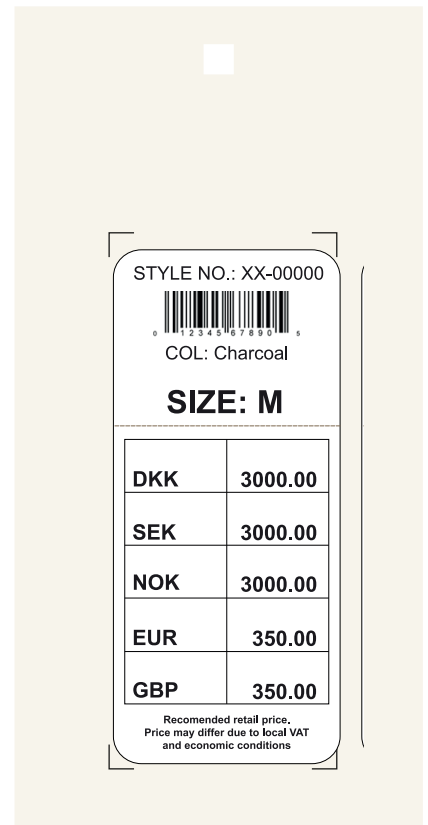 STYLE NO.: XX-00000
0 12345 67890 5
COL: Charcoal
SIZE: M
DKK 3000.00
SEK 3000.00
NOK 3000.00
EUR 350.00
GBP 350.00
Recomended retail price.
Price may differ due to local VAT
and economic conditions